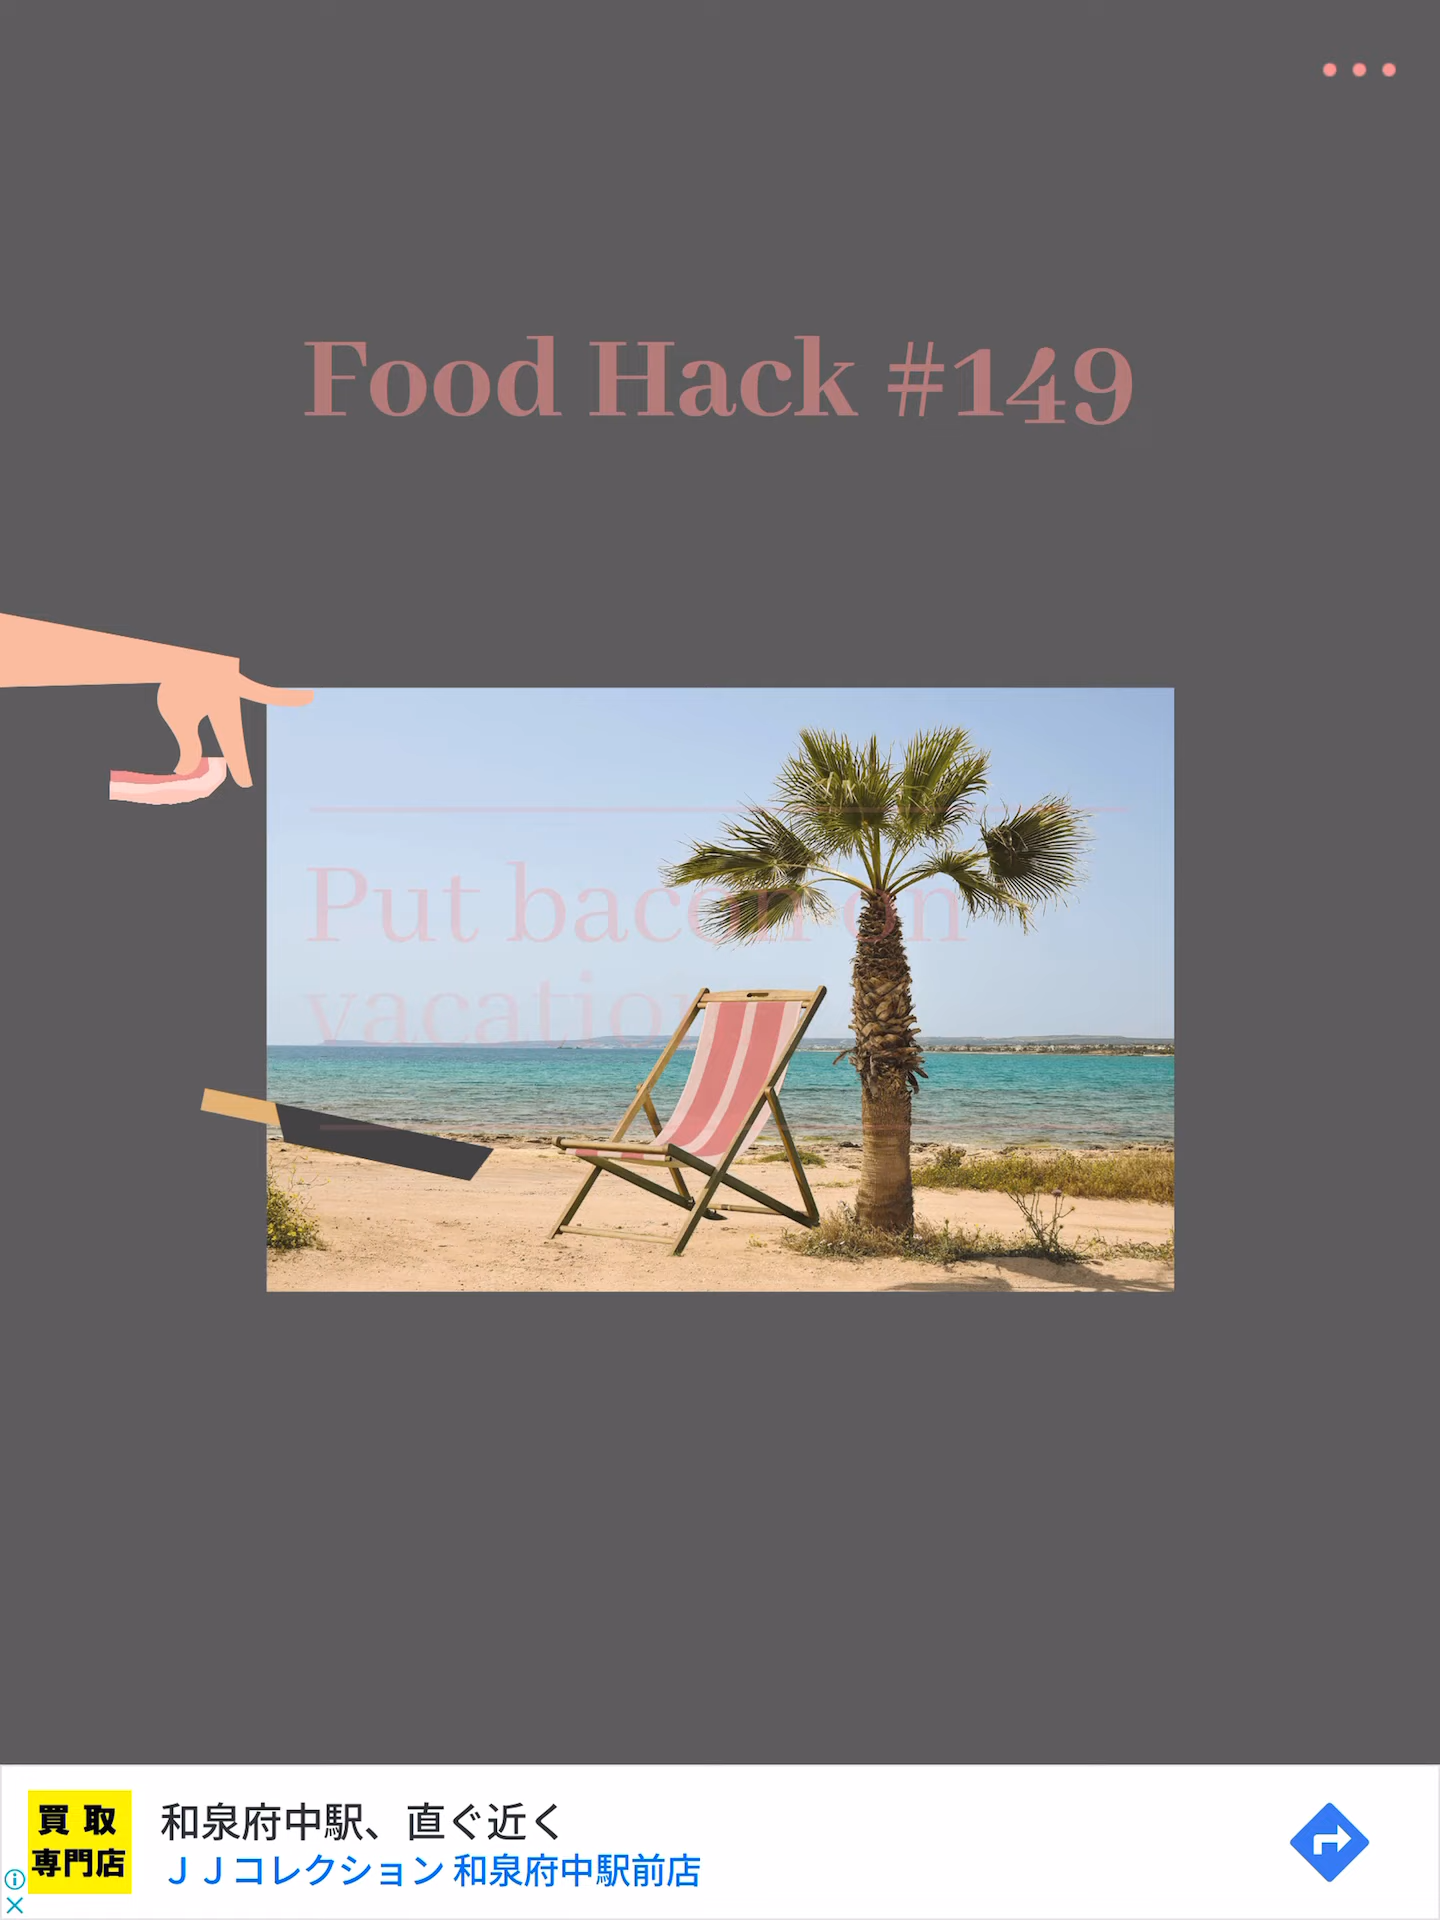 Food Hack #149
Put bacon on
vacation
買取
専門店
和泉府中駅、直ぐ近く
JJコレクション 和泉府中駅前店